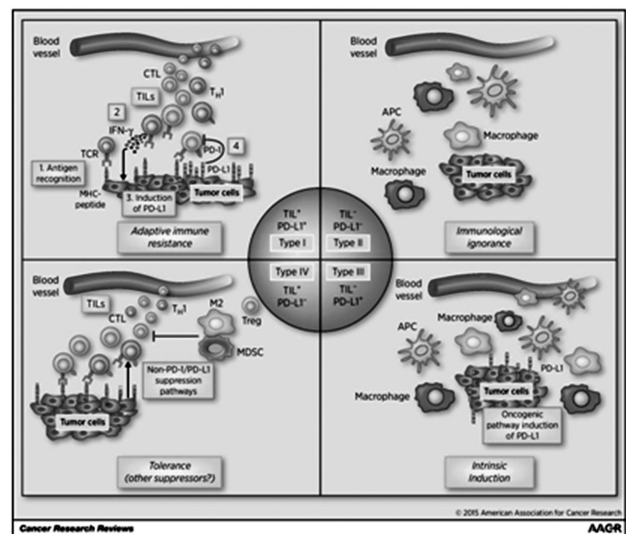 Blood
vessel
CTL
TILs
TH1
2
IFN-γ
TCR
PD-1
4
PD-L1
1. Antigen
recognition
MHC-
peptide
3. Induction
of PD-L1
Tumor cells
Adaptive immune
resistance
Blood
vessel
APC
Macrophage
Macrophage
Tumor cells
Immunological
ignorance
TIL+
PD-L1+
Type I
TIL-
PD-L1-
Type II
Type IV
TIL+
PD-L1-
Type III
TIL-
PD-L1+
Blood
vessel
TILs
CTL
TH1
M2
Treg
MDSC
Non-PD-1/PD-L1
suppression
pathways
Tumor cells
Tolerance
(other suppressors?)
Blood
vessel
Macrophage
APC
PD-L1
Macrophage
Tumor cells
Oncogenic
pathway induction
of PD-L1
Intrinsic
Induction
© 2015 American Association for Cancer Research
Cancer Research Reviews
AACR